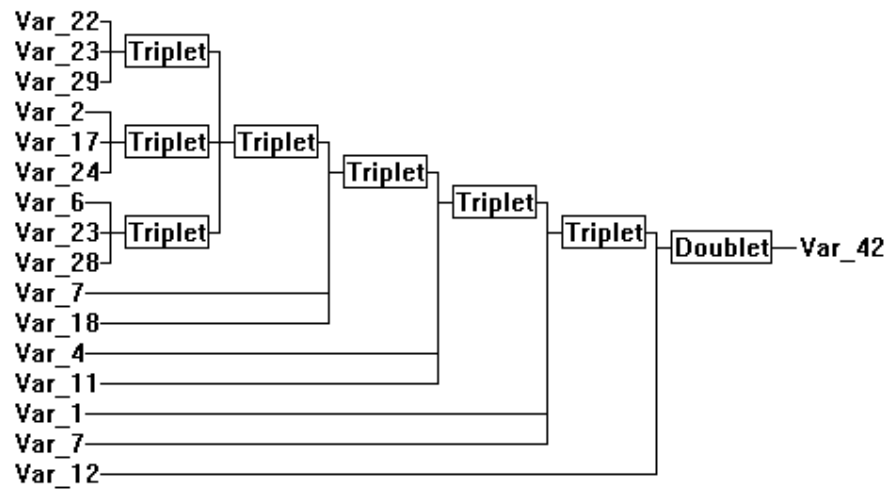 Var_22
Var_23 Triplet
Var_29
Var_2
Var_17 Triplet Triplet
Var_24 Triplet
Var_6 Triplet
Var_23 Triplet Triplet
Var_28 Doublet Var_42
Var_7
Var_18
Var_4
Var_11
Var_1
Var_7
Var_12